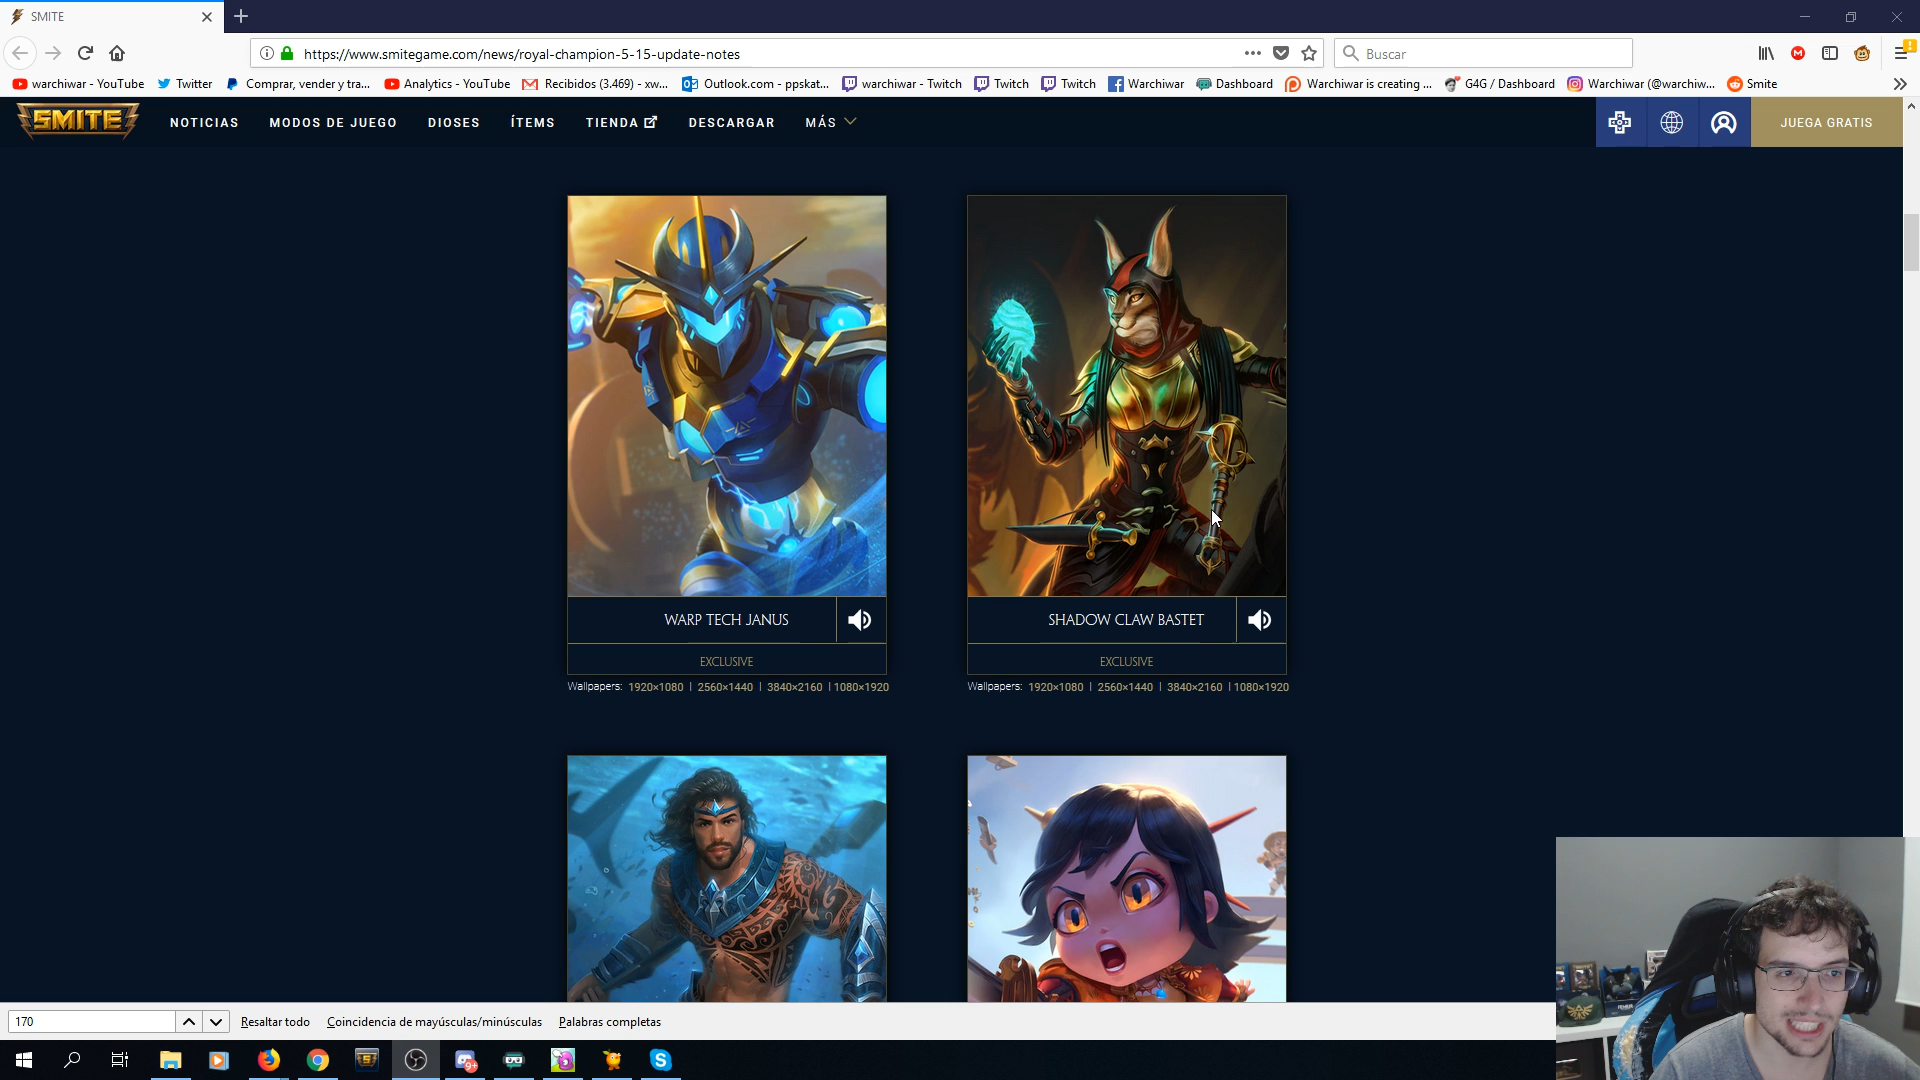 SMITE
https://www.smitegame.com/news/royal-champion-5-15-update-notes
Buscar
warchiwar - YouTube
Twitter
Comprar, vender y tra...
Analytics - YouTube
Recibidos (3.469) - xw...
Outlook.com - ppskat...
warchiwar - Twitch
Twitch
Twitch
Warchiwar
Dashboard
Warchiwar is creating ...
G4G / Dashboard
Warchiwar (@warchiw...
Smite
SMITE
NOTICIAS
MODOS DE JUEGO
DIOSES
ÍTEMS
TIENDA
DESCARGAR
MÁS
JUEGA GRATIS
WARP TECH JANUS
SHADOW CLAW BASTET
EXCLUSIVE
EXCLUSIVE
Wallpapers: 1920×1080 | 2560×1440 | 3840×2160 | 1080×1920
Wallpapers: 1920×1080 | 2560×1440 | 3840×2160 | 1080×1920
170
Resaltar todo
Coincidencia de mayúsculas/minúsculas
Palabras completas
9+